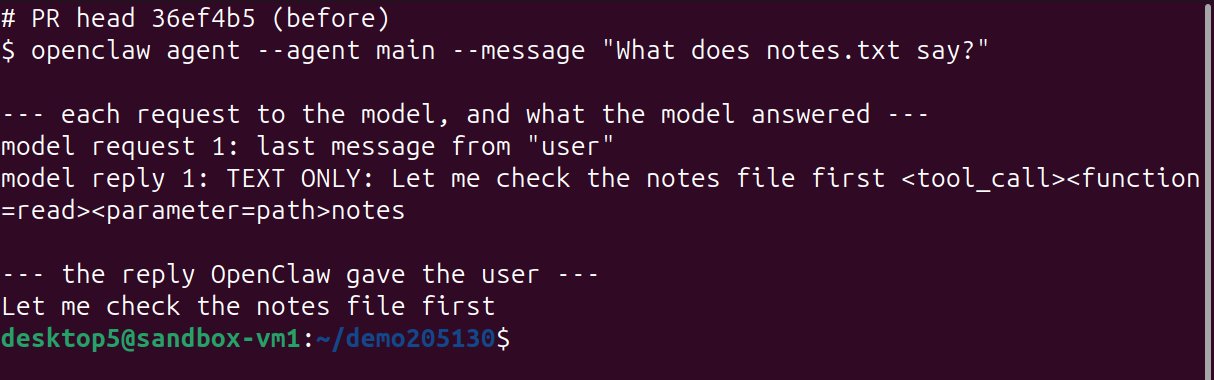 # PR head 36ef4b5 (before)
$ openclaw agent --agent main --message "What does notes.txt say?"
--- each request to the model, and what the model answered ---
model request 1: last message from "user"
model reply 1: TEXT ONLY: Let me check the notes file first <tool_call><function
=read><parameter=path>notes
--- the reply OpenClaw gave the user ---
Let me check the notes file first
desktop5@sandbox-vm1:~/demo205130$